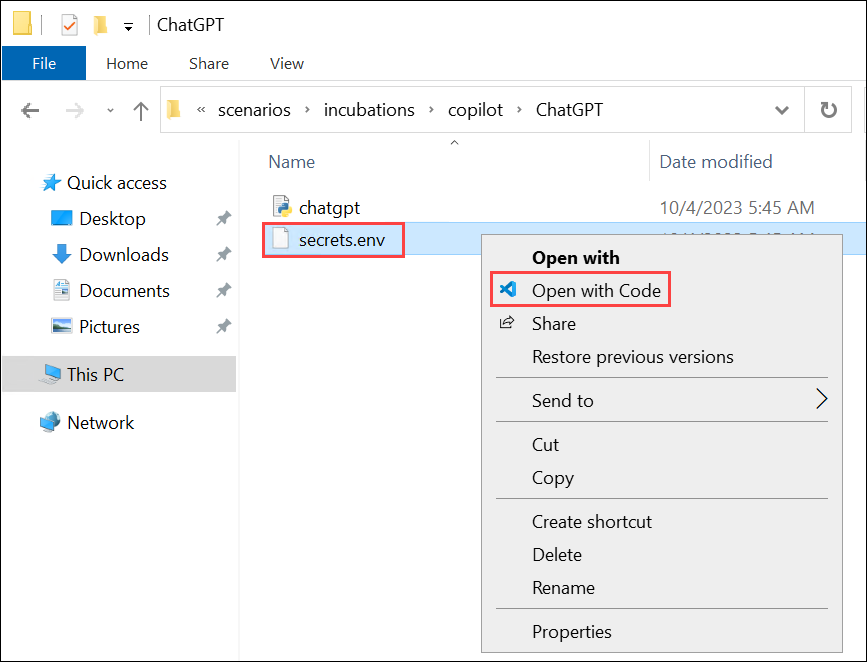 ChatGPT
File Home Share View
« scenarios › incubations › copilot › ChatGPT
Name Date modified
Quick access
Desktop
Downloads
Documents
Pictures
This PC
Network
chatgpt 10/4/2023 5:45 AM
secrets.env
Open with
Open with Code
Share
Restore previous versions
Send to
Cut
Copy
Create shortcut
Delete
Rename
Properties